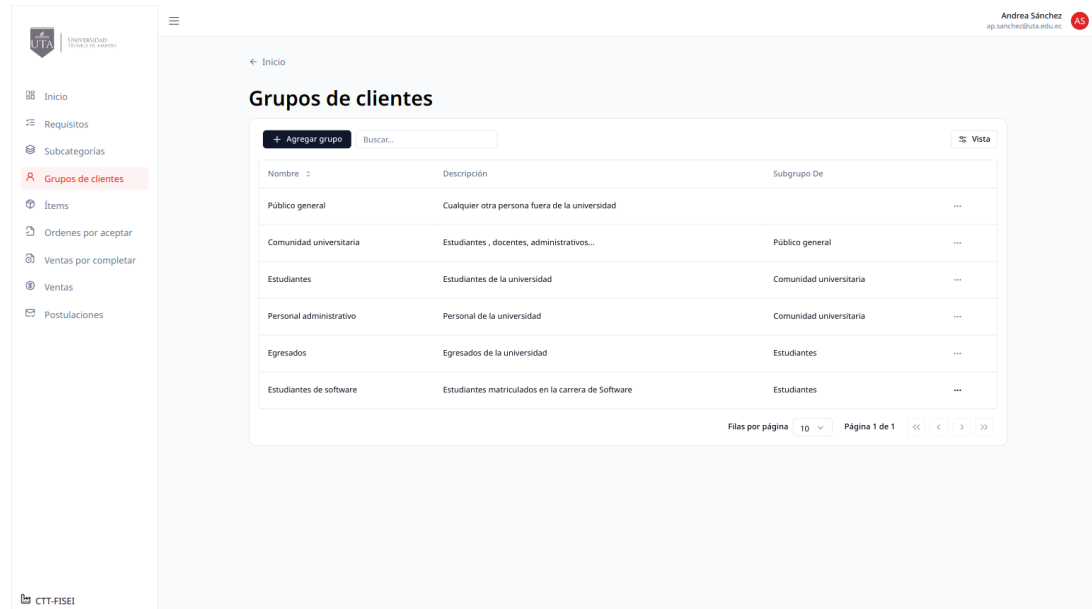 Andrea Sánchez
ap.sanchez@uta.edu.ec
AS
UTA
UNIVERSIDAD
TÉCNICA DE AMBATO
Inicio
Requisitos
Subcategorías
Grupos de clientes
Ítems
Ordenes por aceptar
Ventas por completar
Ventas
Postulaciones
CTT-FISEI
← Inicio
Grupos de clientes
+ Agregar grupo Buscar... Vista
Nombre Descripción Subgrupo De
Público general Cualquier otra persona fuera de la universidad ...
Comunidad universitaria Estudiantes , docentes, administrativos... Público general ...
Estudiantes Estudiantes de la universidad Comunidad universitaria ...
Personal administrativo Personal de la universidad Comunidad universitaria ...
Egresados Egresados de la universidad Estudiantes ...
Estudiantes de software Estudiantes matriculados en la carrera de Software Estudiantes ...
Filas por página 10 Página 1 de 1 << < > >>